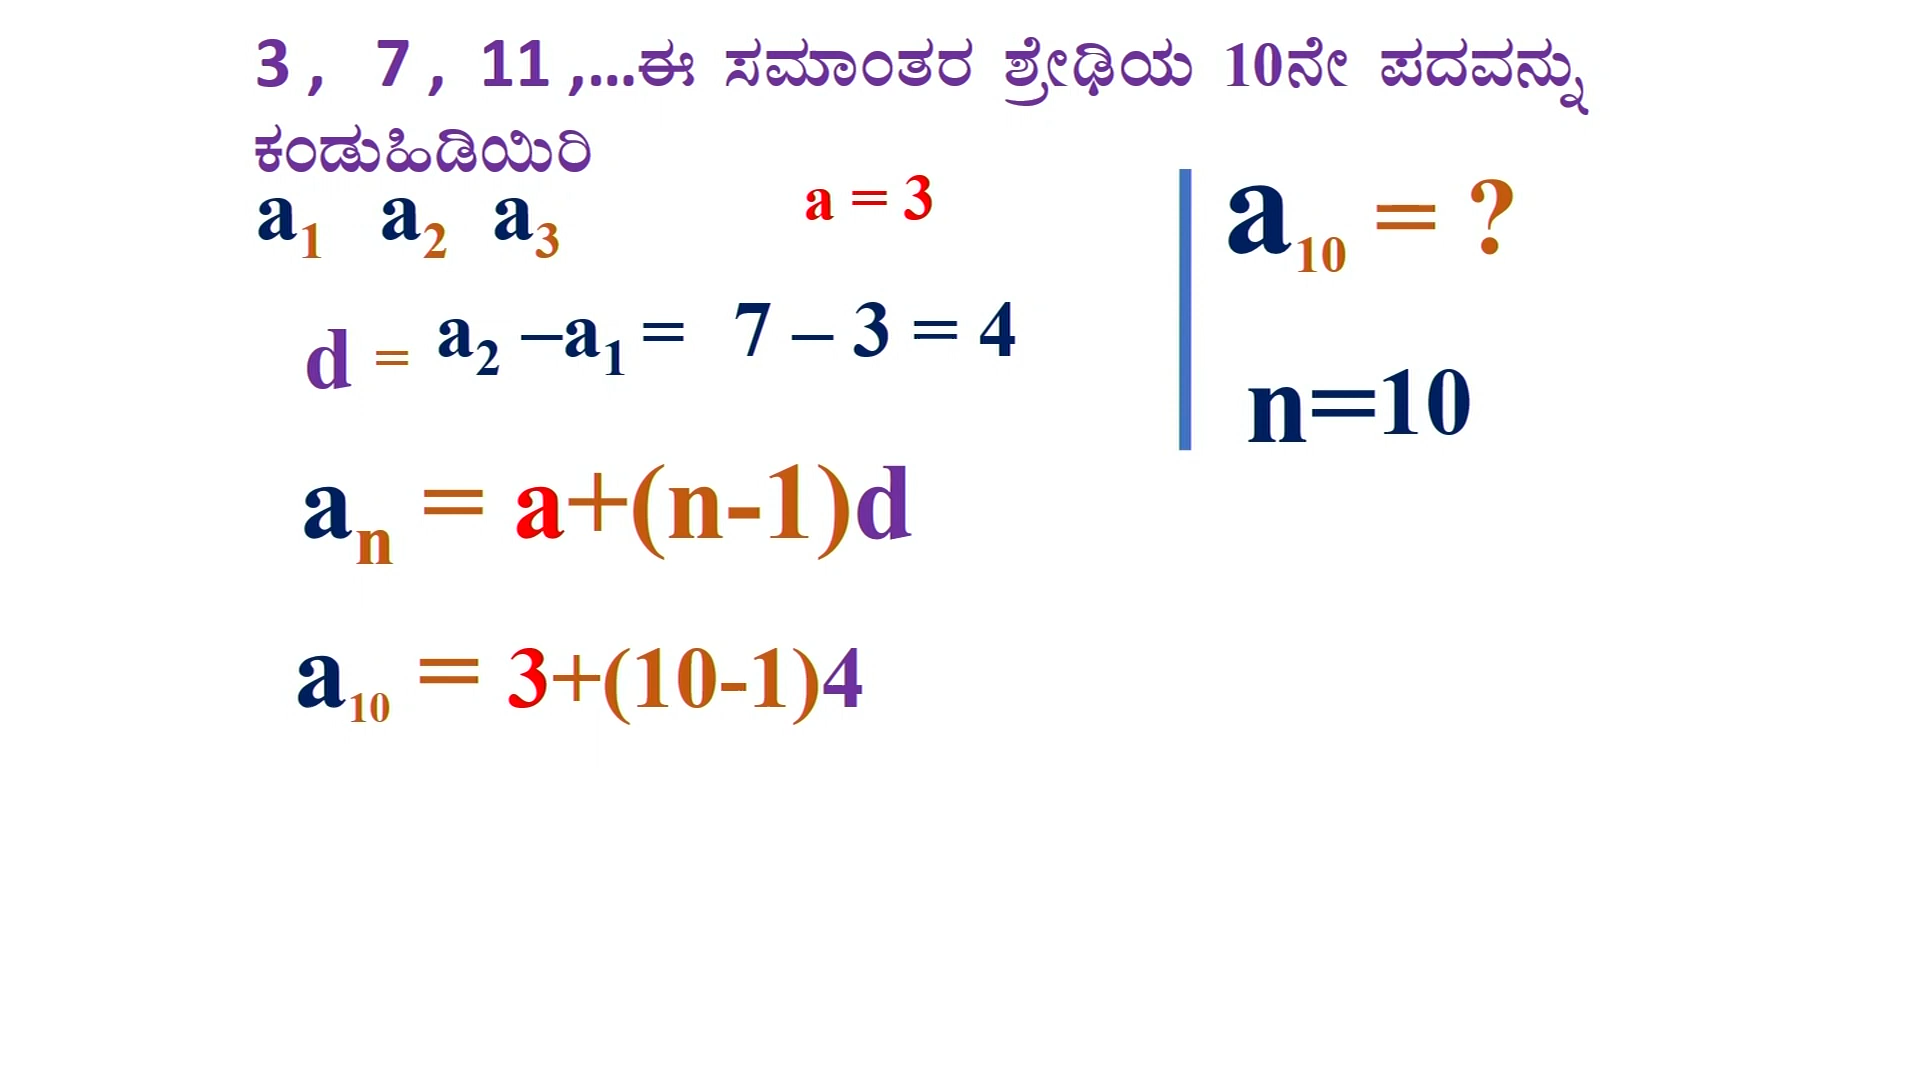 3 , 7 , 11 ,...ಈ ಸಮಾಂತರ ಶ್ರೇಢಿಯ 10ನೇ ಪದವನ್ನು
ಕಂಡುಹಿಡಿಯಿರಿ
a₁ a₂ a₃
a = 3
d = a₂ –a₁ = 7 – 3 = 4
aₙ = a+(n-1)d
a₁₀ = 3+(10-1)4
a₁₀ = ?
n=10